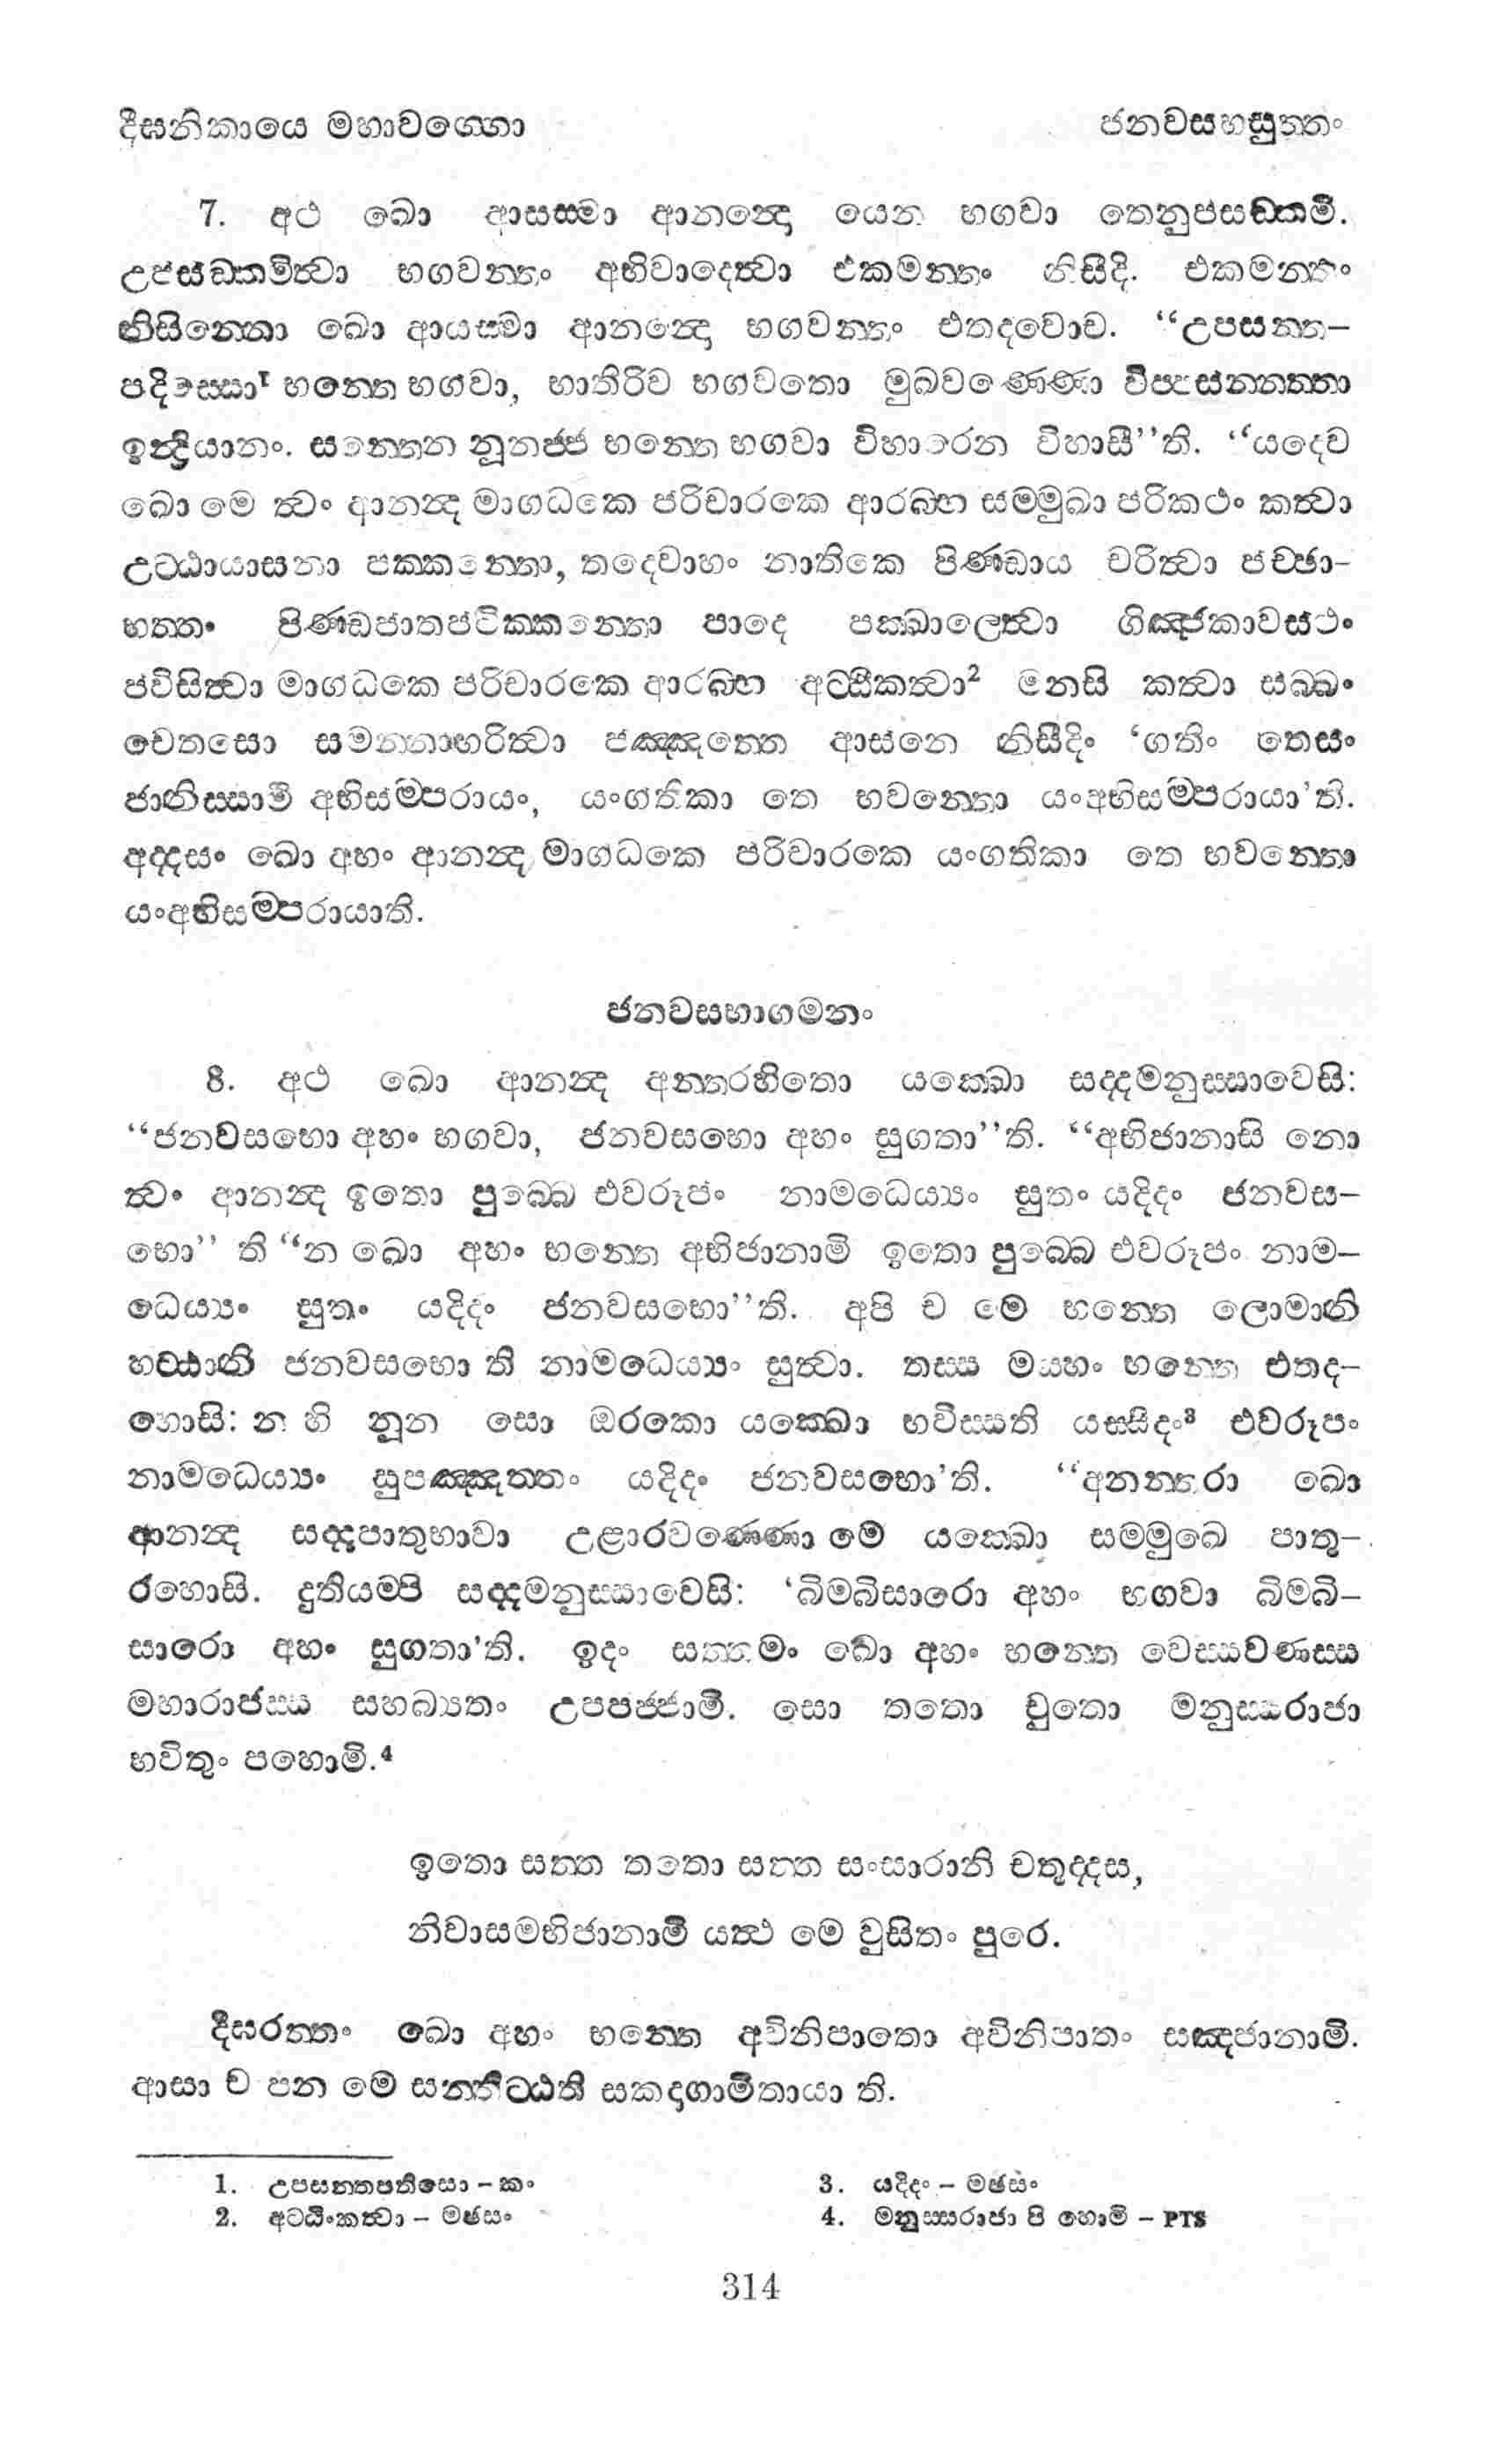 දීඝනිකායෙ මහාවග්ගො ජනවසභසුත්තං
7. අථ ඛො ආයස්මා ආනන්දො යෙන භගවා තෙනුපසඞ්කමි.
උපසඞ්කමිත්වා භගවන්තං අභිවාදෙත්වා එකමන්තං නිසීදි. එකමන්තං
නිසින්නො ඛො ආයස්මා ආනන්දො භගවන්තං එතදවොච. “උපසන්ත–
පදිස්සො¹ භන්තෙ භගවා, භාතිරිව භගවතො මුඛවණ්ණො විප්පසන්නත්තා
ඉන්ද්‍රියානං. සන්තෙන නූනජ්ජ භන්තෙ භගවා විහාරෙන විහාසී”ති. “යදෙව
ඛො මෙ ත්වං ආනන්ද මාගධකෙ පරිචාරකෙ ආරබ්භ සම්මුඛා පරිකථං කත්වා
උට්ඨායාසනා පක්කන්තො, තදෙවාහං නාතිකෙ පිණ්ඩාය චරිත්වා පච්ඡා–
භත්තං පිණ්ඩපාතපටික්කන්තො පාදෙ පක්ඛාලෙත්වා ගිඤ්ජකාවසථං
පවිසිත්වා මාගධකෙ පරිචාරකෙ ආරබ්භ අට්ඨීකත්වා² මනසි කත්වා සබ්බං
චෙතසො සමන්නාහරිත්වා පඤ්ඤත්තෙ ආසනෙ නිසීදිං ‘ගතිං තෙසං
ජානිස්සාමි අභිසම්පරායං, යංගතිකා තෙ භවන්තො යංඅභිසම්පරායා’ති.
අද්දසං ඛො අහං ආනන්ද, මාගධකෙ පරිචාරකෙ යංගතිකා තෙ භවන්තො
යංඅභිසම්පරායාති.
ජනවසභාගමනං
8. අථ ඛො ආනන්ද අන්තරහිතො යක්ඛො සද්දමනුස්සාවෙසි:
“ජනවසභො අහං භගවා, ජනවසභො අහං සුගතා”ති. “අභිජානාසි නො
ත්වං ආනන්ද ඉතො පුබ්බෙ එවරූපං නාමධෙය්‍යං සුතං යදිදං ජනවස–
භො” ති “න ඛො අහං භන්තෙ අභිජානාමි ඉතො පුබ්බෙ එවරූපං නාම–
ධෙය්‍යං සුතං යදිදං ජනවසභො”ති. අපි ච මෙ භන්තෙ ලොමානි
හට්ඨානි ජනවසභො ති නාමධෙය්‍යං සුත්වා. තස්ස මය්හං භන්තෙ එතද–
හොසි: න හි නූන සො ඔරකො යක්ඛො භවිස්සති යස්සිදං³ එවරූපං
නාමධෙය්‍යං සුපඤ්ඤත්තං යදිදං ජනවසභො’ති. “අනන්තරා ඛො
ආනන්ද සද්දපාතුභාවා උළාරවණ්ණො මෙ යක්ඛො සම්මුඛෙ පාතු–
රහොසි. දුතියම්පි සද්දමනුස්සාවෙසි: ‘බිම්බිසාරො අහං භගවා බිම්බි–
සාරො අහං සුගතා’ති. ඉදං සත්තමං ඛො අහං භන්තෙ වෙස්සවණස්ස
මහාරාජස්ස සහබ්‍යතං උපපජ්ජාමි. සො තතො චුතො මනුස්සරාජා
භවිතුං පහොමි.⁴
ඉතො සත්ත තතො සත්ත සංසාරානි චතුද්දස,
නිවාසමභිජානාමි යත්ථ මෙ වුසිතං පුරෙ.
දීඝරත්තං ඛො අහං භන්තෙ අවිනිපාතො අවිනිපාතං සඤ්ජානාමි.
ආසා ච පන මෙ සන්තිට්ඨති සකදාගාමිතායා ති.
1. උපසන්තපතිසො – කං 3. යදිදං – මඡසං
2. අට්ඨිංකත්වා – මඡසං 4. මනුස්සරාජා පි හොමි – PTS
314